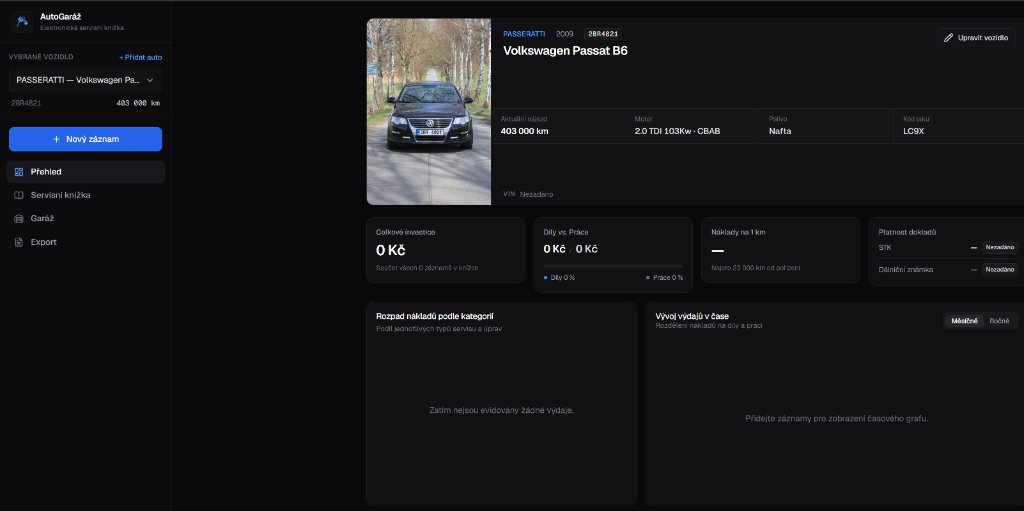 AutoGaráž
Elektronická servisní knížka
VYBRANÉ VOZIDLO
+ Přidat auto
PASSERATTI — Volkswagen Pa...
2BR4821
403 000 km
+ Nový záznam
Přehled
Servisní knížka
Garáž
Export
PASSERATTI · 2009 · 2BR4821
Volkswagen Passat B6
Upravit vozidlo
Aktuální nájezd
403 000 km
Motor
2.0 TDI 103Kw · CBAB
Palivo
Nafta
Kód laku
LC9X
VIN Nezadáno
Celkové investice
0 Kč
Součet všech 0 záznamů v knížce
Díly vs. Práce
0 Kč / 0 Kč
Díly 0 %
Práce 0 %
Náklady na 1 km
—
Najeto 23 000 km od pořízení
Platnost dokladů
STK — Nezadáno
Dálniční známka — Nezadáno
Rozpad nákladů podle kategorií
Podíl jednotlivých typů servisu a úprav
Zatím nejsou evidovány žádné výdaje.
Vývoj výdajů v čase
Rozdělení nákladů na díly a práci
Měsíčně
Ročně
Přidejte záznamy pro zobrazení časového grafu.